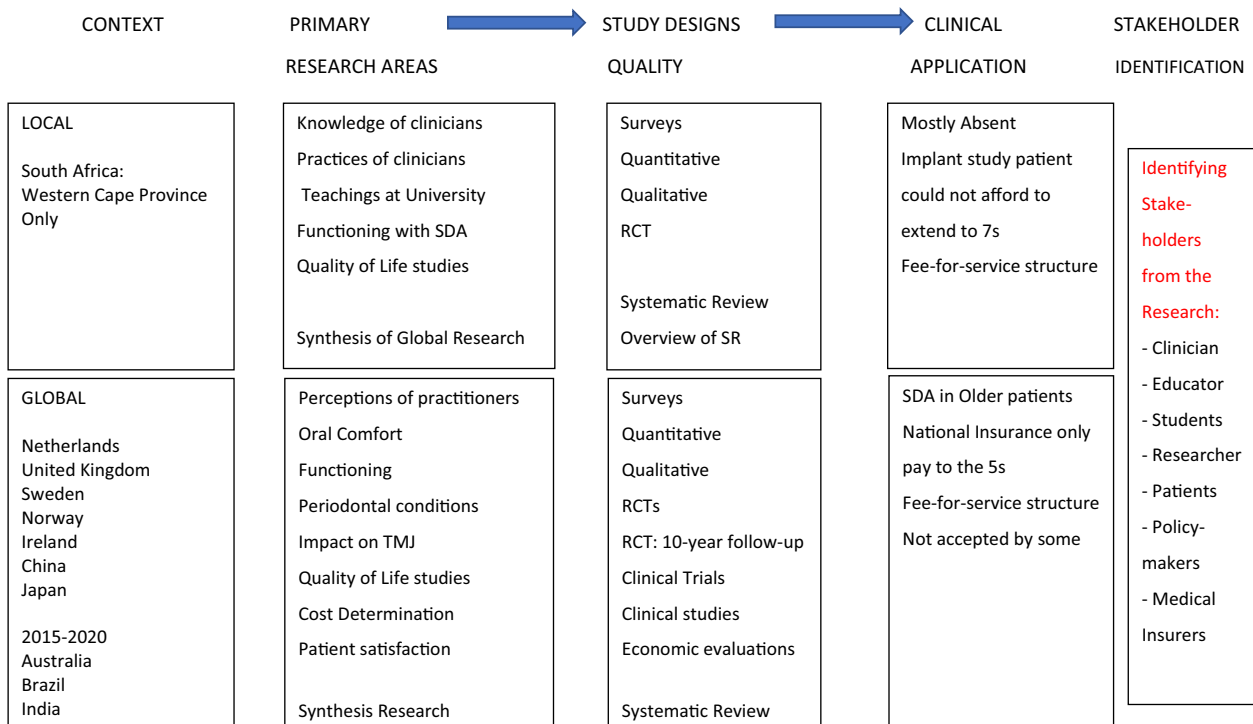 CONTEXT
PRIMARY
RESEARCH AREAS
STUDY DESIGNS
QUALITY
CLINICAL
APPLICATION
STAKEHOLDER
IDENTIFICATION
LOCAL
South Africa:
Western Cape Province
Only
Knowledge of clinicians
Practices of clinicians
Teachings at University
Functioning with SDA
Quality of Life studies
Synthesis of Global Research
Surveys
Quantitative
Qualitative
RCT
Systematic Review
Overview of SR
Mostly Absent
Implant study patient
could not afford to
extend to 7s
Fee-for-service structure
GLOBAL
Netherlands
United Kingdom
Sweden
Norway
Ireland
China
Japan
2015-2020
Australia
Brazil
India
Perceptions of practitioners
Oral Comfort
Functioning
Periodontal conditions
Impact on TMJ
Quality of Life studies
Cost Determination
Patient satisfaction
Synthesis Research
Surveys
Quantitative
Qualitative
RCTs
RCT: 10-year follow-up
Clinical Trials
Clinical studies
Economic evaluations
Systematic Review
SDA in Older patients
National Insurance only
pay to the 5s
Fee-for-service structure
Not accepted by some
Identifying
Stake-
holders
from the
Research:
- Clinician
- Educator
- Students
- Researcher
- Patients
- Policy-
makers
- Medical
Insurers